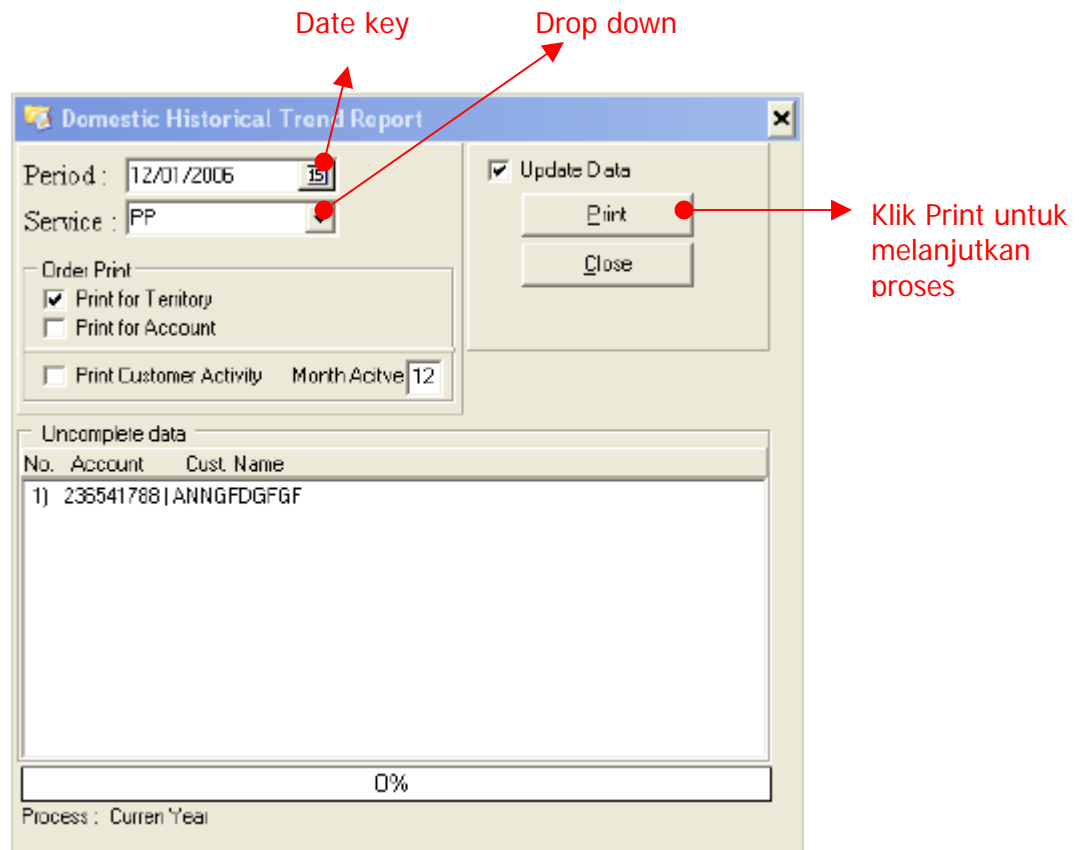 Date key Drop down
Domestic Historical Trend Report
Period : 12/01/2006 15
Update Data
Service : PP
Print
Klik Print untuk
melanjutkan
proses
Close
Order Print
Print for Territory
Print for Account
Print Customer Activity Month Acitve 12
Uncomplete data
No. Account Cust. Name
1) 236541788 | ANNGFDGFGF
0%
Process : Curren Year